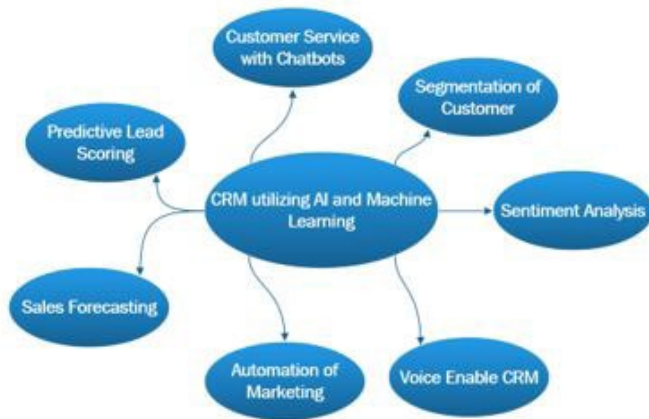 Customer Service
with Chatbots
Segmentation of
Customer
Predictive Lead
Scoring
CRM utilizing AI and Machine
Learning
Sentiment Analysis
Sales Forecasting
Automation of
Marketing
Voice Enable CRM